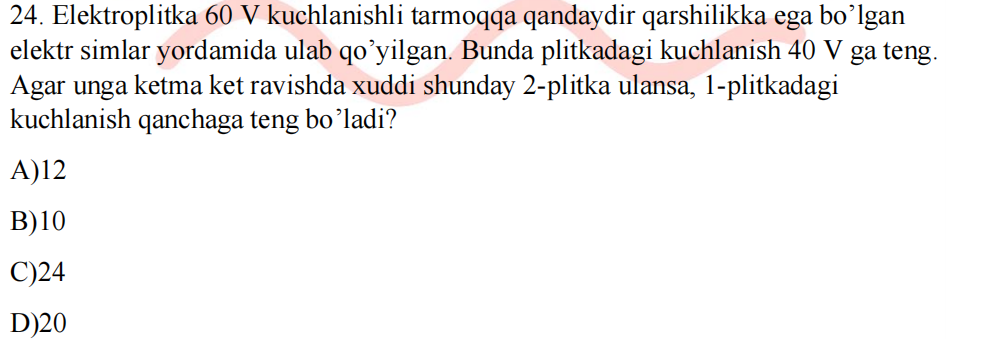 24. Elektroplitka 60 V kuchlanishli tarmoqqa qandaydir qarshilikka ega bo’lgan
elektr simlar yordamida ulab qo’yilgan. Bunda plitkadagi kuchlanish 40 V ga teng.
Agar unga ketma ket ravishda xuddi shunday 2-plitka ulansa, 1-plitkadagi
kuchlanish qanchaga teng bo’ladi?
A)12
B)10
C)24
D)20